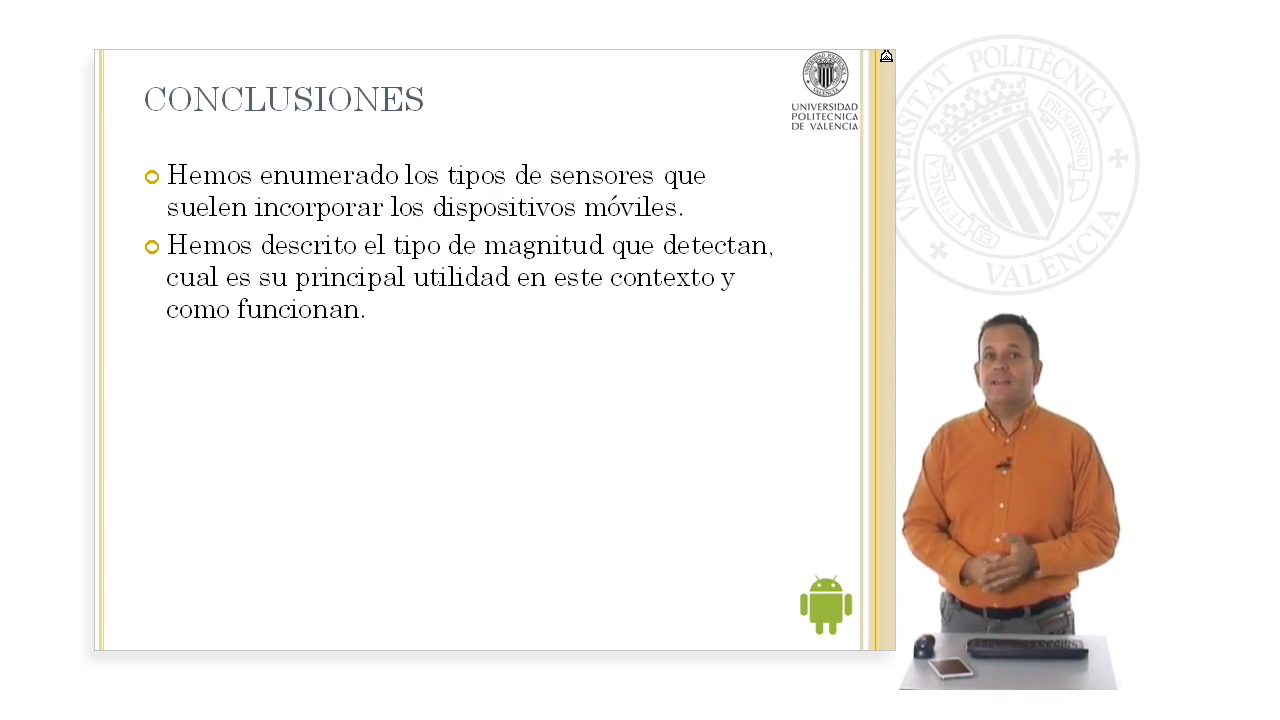 CONCLUSIONES
UNIVERSIDAD
POLITECNICA
DE VALENCIA
Hemos enumerado los tipos de sensores que
suelen incorporar los dispositivos móviles.
Hemos descrito el tipo de magnitud que detectan,
cual es su principal utilidad en este contexto y
como funcionan.
UNIVERSITAT POLITÈCNICA
VALÈNCIA